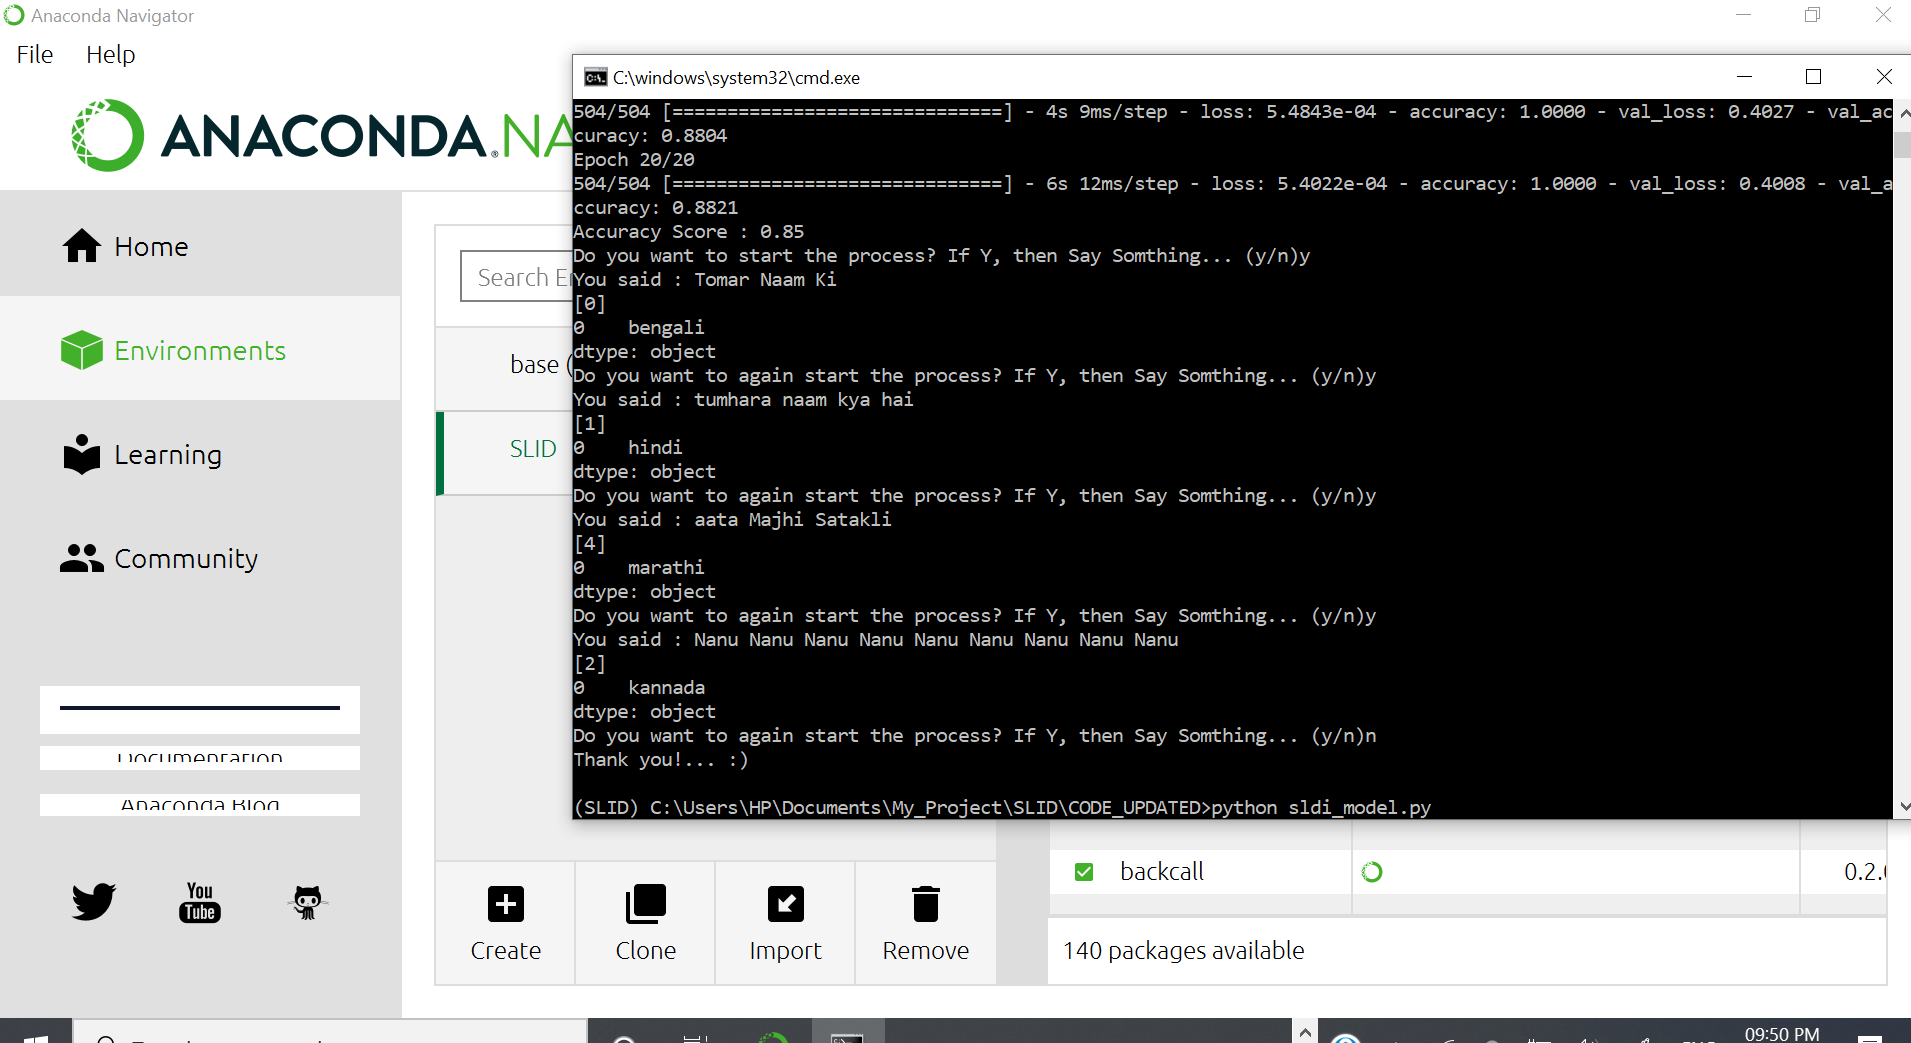 Anaconda Navigator
File Help
ANACONDA.NA
Home
Environments
Learning
Community
Documentation
Anaconda Blog
You
Tube
Search
base (
SLID
C:\windows\system32\cmd.exe
504/504 [==============================] - 4s 9ms/step - loss: 5.4843e-04 - accuracy: 1.0000 - val_loss: 0.4027 - val_ac
curacy: 0.8804
Epoch 20/20
504/504 [==============================] - 6s 12ms/step - loss: 5.4022e-04 - accuracy: 1.0000 - val_loss: 0.4008 - val_a
ccuracy: 0.8821
Accuracy Score : 0.85
Do you want to start the process? If Y, then Say Somthing... (y/n)y
You said : Tomar Naam Ki
[0]
0    bengali
dtype: object
Do you want to again start the process? If Y, then Say Somthing... (y/n)y
You said : tumhara naam kya hai
[1]
0    hindi
dtype: object
Do you want to again start the process? If Y, then Say Somthing... (y/n)y
You said : aata Majhi Satakli
[4]
0    marathi
dtype: object
Do you want to again start the process? If Y, then Say Somthing... (y/n)y
You said : Nanu Nanu Nanu Nanu Nanu Nanu Nanu Nanu Nanu
[2]
0    kannada
dtype: object
Do you want to again start the process? If Y, then Say Somthing... (y/n)n
Thank you!... :)
(SLID) C:\Users\HP\Documents\My_Project\SLID\CODE_UPDATED>python sldi_model.py
backcall 0.2.
Create Clone Import Remove
140 packages available
09:50 PM